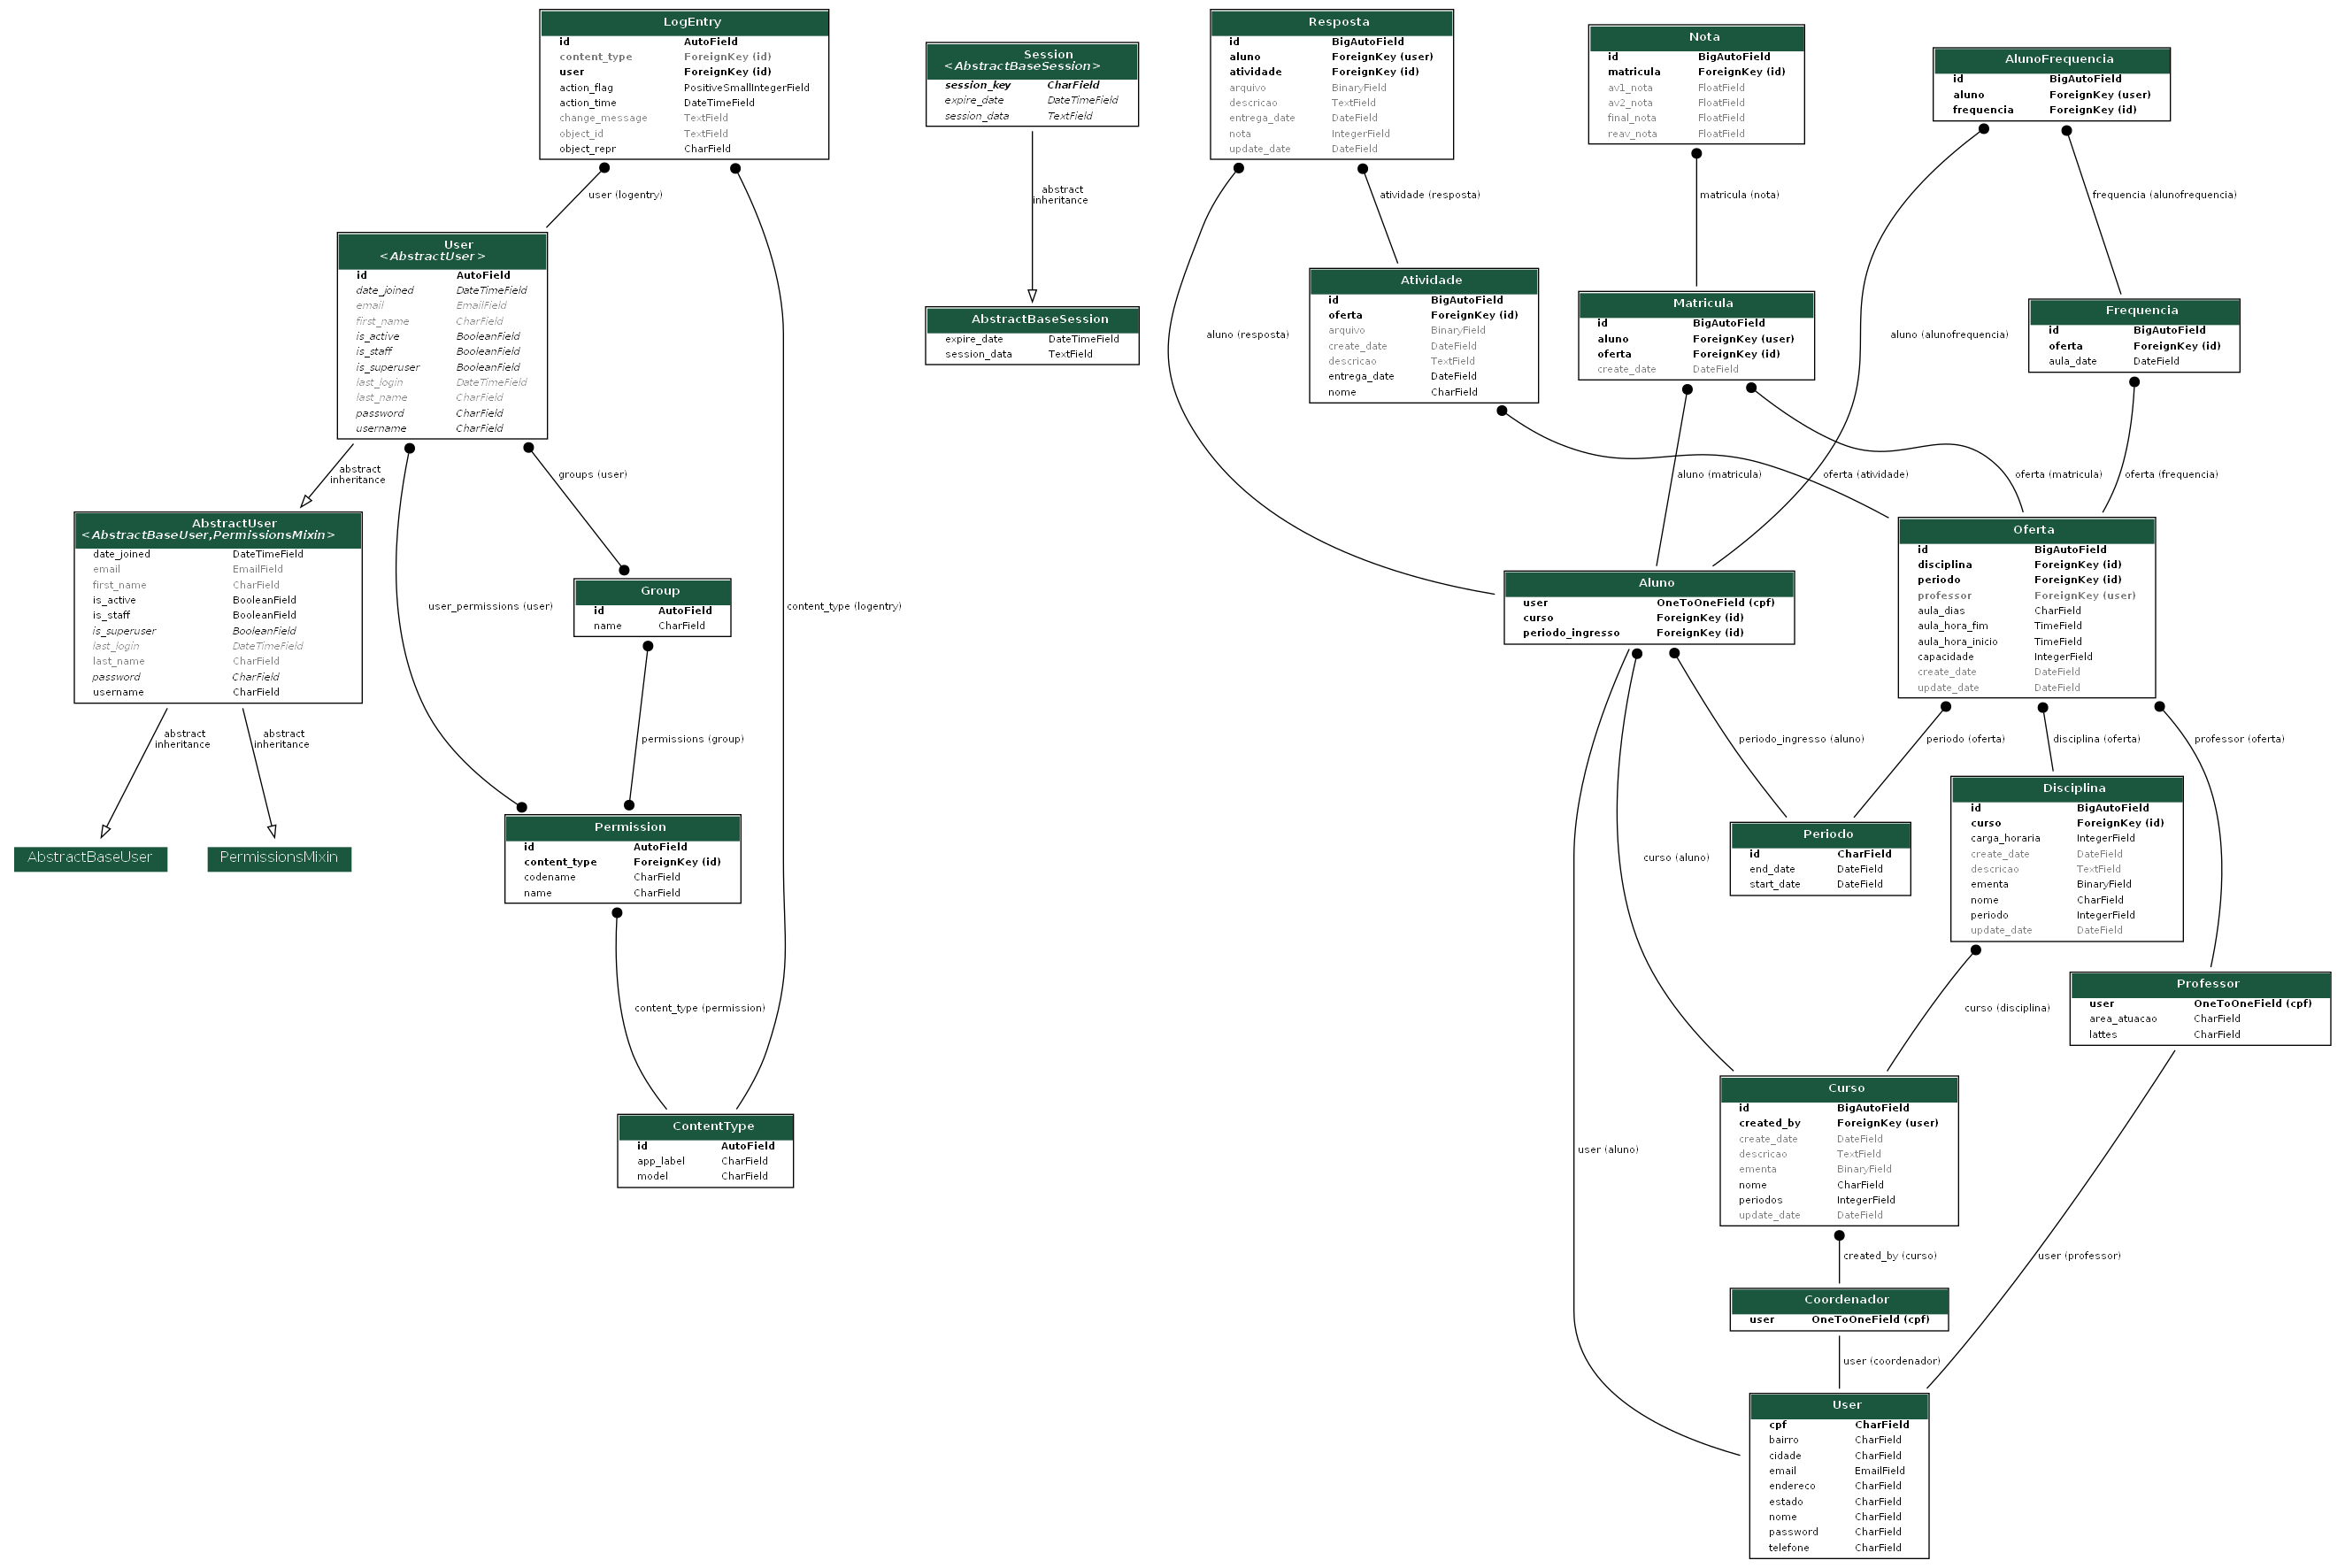 LogEntry
id AutoField
content_type ForeignKey (id)
user ForeignKey (id)
action_flag PositiveSmallIntegerField
action_time DateTimeField
change_message TextField
object_id TextField
object_repr CharField
user (logentry)
content_type (logentry)
User
<AbstractUser>
id AutoField
date_joined DateTimeField
email EmailField
first_name CharField
is_active BooleanField
is_staff BooleanField
is_superuser BooleanField
last_login DateTimeField
last_name CharField
password CharField
username CharField
abstract
inheritance
user_permissions (user)
groups (user)
AbstractUser
<AbstractBaseUser,PermissionsMixin>
date_joined DateTimeField
email EmailField
first_name CharField
is_active BooleanField
is_staff BooleanField
is_superuser BooleanField
last_login DateTimeField
last_name CharField
password CharField
username CharField
abstract
inheritance
abstract
inheritance
AbstractBaseUser
PermissionsMixin
Group
id AutoField
name CharField
permissions (group)
Permission
id AutoField
content_type ForeignKey (id)
codename CharField
name CharField
content_type (permission)
ContentType
id AutoField
app_label CharField
model CharField
Session
<AbstractBaseSession>
session_key CharField
expire_date DateTimeField
session_data TextField
abstract
inheritance
AbstractBaseSession
expire_date DateTimeField
session_data TextField
Resposta
id BigAutoField
aluno ForeignKey (user)
atividade ForeignKey (id)
arquivo BinaryField
descricao TextField
entrega_date DateField
nota IntegerField
update_date DateField
aluno (resposta)
atividade (resposta)
Nota
id BigAutoField
matricula ForeignKey (id)
av1_nota FloatField
av2_nota FloatField
final_nota FloatField
reav_nota FloatField
matricula (nota)
AlunoFrequencia
id BigAutoField
aluno ForeignKey (user)
frequencia ForeignKey (id)
aluno (alunofrequencia)
frequencia (alunofrequencia)
Atividade
id BigAutoField
oferta ForeignKey (id)
arquivo BinaryField
create_date DateField
descricao TextField
entrega_date DateField
nome CharField
oferta (atividade)
Matricula
id BigAutoField
aluno ForeignKey (user)
oferta ForeignKey (id)
create_date DateField
aluno (matricula)
oferta (matricula)
Frequencia
id BigAutoField
oferta ForeignKey (id)
aula_date DateField
oferta (frequencia)
Oferta
id BigAutoField
disciplina ForeignKey (id)
periodo ForeignKey (id)
professor ForeignKey (user)
aula_dias CharField
aula_hora_fim TimeField
aula_hora_inicio TimeField
capacidade IntegerField
create_date DateField
update_date DateField
Aluno
user OneToOneField (cpf)
curso ForeignKey (id)
periodo_ingresso ForeignKey (id)
user (aluno)
curso (aluno)
periodo_ingresso (aluno)
periodo (oferta)
disciplina (oferta)
professor (oferta)
Periodo
id CharField
end_date DateField
start_date DateField
Disciplina
id BigAutoField
curso ForeignKey (id)
carga_horaria IntegerField
create_date DateField
descricao TextField
ementa BinaryField
nome CharField
periodo IntegerField
update_date DateField
curso (disciplina)
Professor
user OneToOneField (cpf)
area_atuacao CharField
lattes CharField
user (professor)
Curso
id BigAutoField
created_by ForeignKey (user)
create_date DateField
descricao TextField
ementa BinaryField
nome CharField
periodos IntegerField
update_date DateField
created_by (curso)
Coordenador
user OneToOneField (cpf)
user (coordenador)
User
cpf CharField
bairro CharField
cidade CharField
email EmailField
endereco CharField
estado CharField
nome CharField
password CharField
telefone CharField